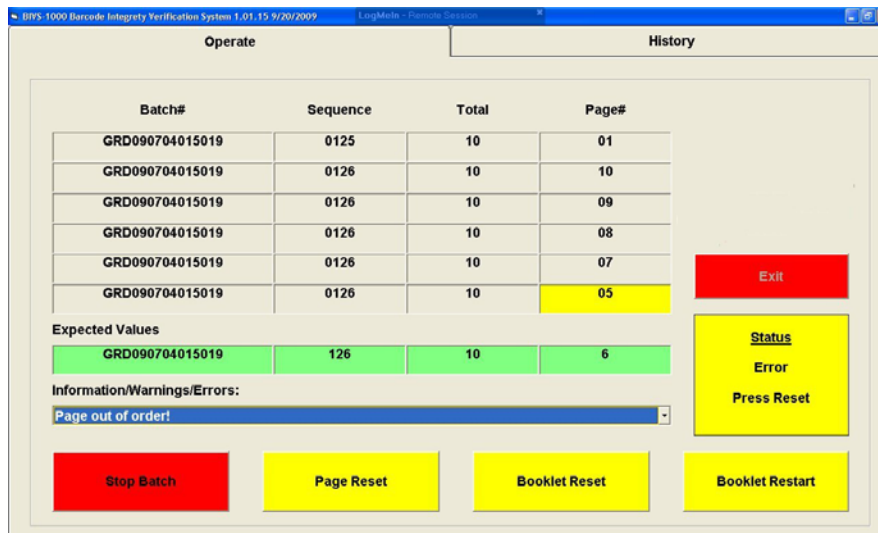 BIVS-1000 Barcode Integrety Verification System 1.01.15 9/20/2009 LogMeIn - Remote Session
Operate History
Batch# Sequence Total Page#
GRD090704015019 0125 10 01
GRD090704015019 0126 10 10
GRD090704015019 0126 10 09
GRD090704015019 0126 10 08
GRD090704015019 0126 10 07
GRD090704015019 0126 10 05
Exit
Expected Values
GRD090704015019 126 10 6
Status
Error
Press Reset
Information/Warnings/Errors:
Page out of order!
Stop Batch Page Reset Booklet Reset Booklet Restart